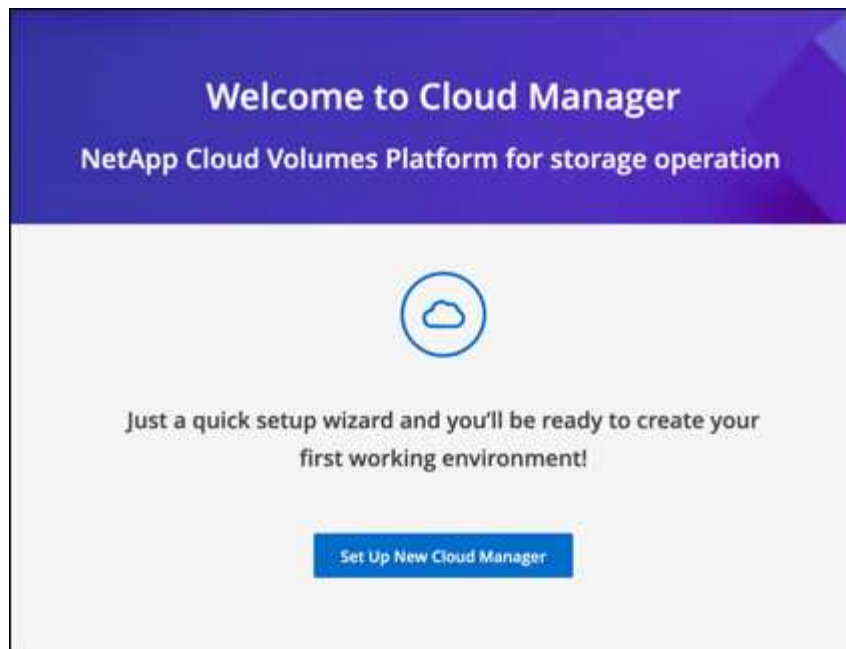 Welcome to Cloud Manager
NetApp Cloud Volumes Platform for storage operation
Just a quick setup wizard and you'll be ready to create your
first working environment!
Set Up New Cloud Manager